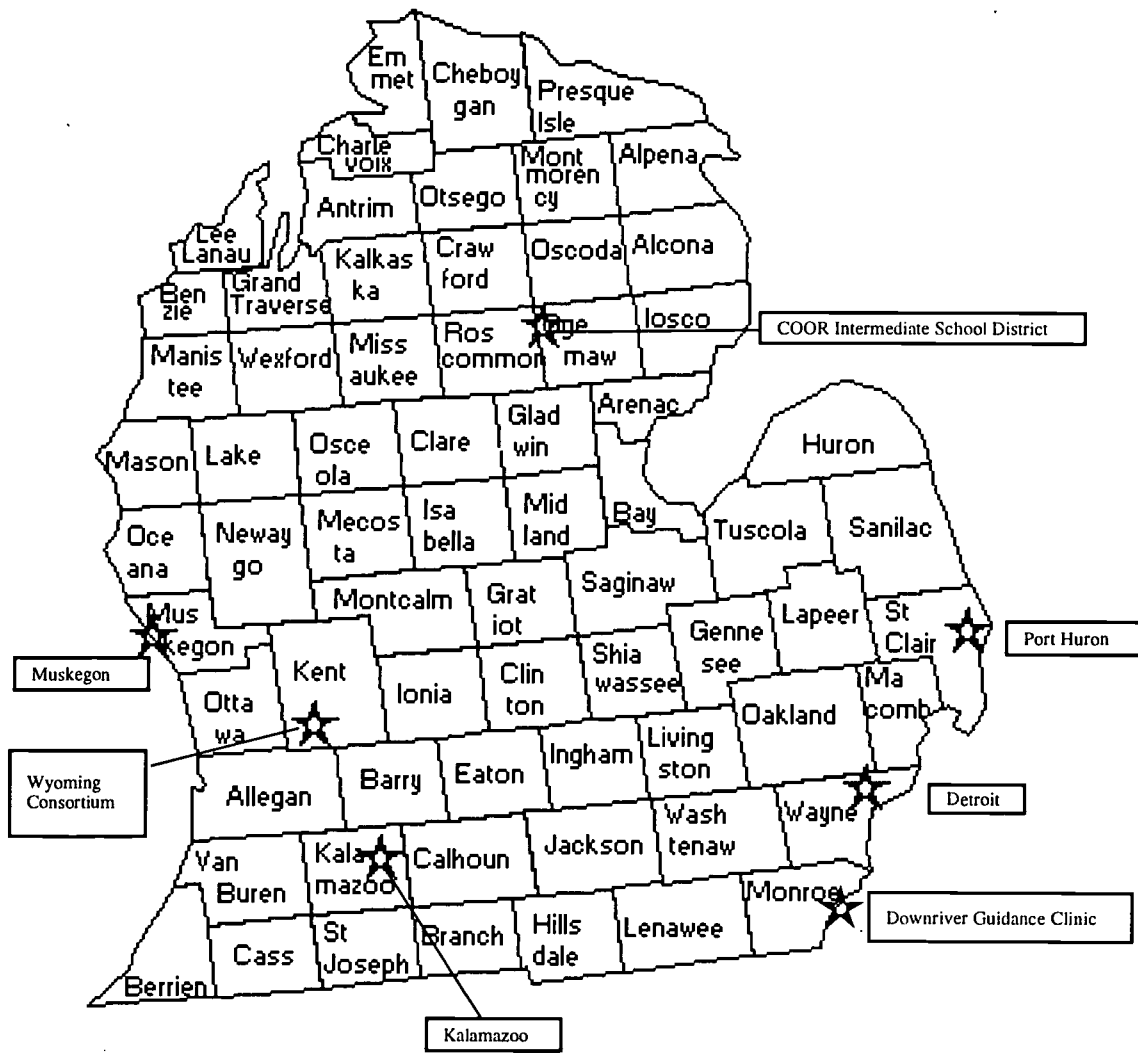 Em
met
Cheboy
gan
Presque
Isle
Charle
voix
Mont
moren
cy
Alpena
Antrim
Otsego
Lee
Lanau
Kalkas
ka
Craw
ford
Oscoda
Alcona
Ben
zie
Grand
Traverse
Manis
tee
Wexford
Miss
aukee
Ros
common
maw
Iosco
COOR Intermediate School District
Arenac
Mason
Lake
Osce
ola
Clare
Glad
win
Huron
Oce
ana
Neway
go
Mecos
ta
Isa
bella
Mid
land
Bay
Tuscola
Sanilac
Mus
kegon
Montcalm
Grat
iot
Saginaw
Genne
see
Lapeer
St
Clair
Port Huron
Muskegon
Otta
wa
Kent
Ionia
Clin
ton
Shia
wassee
Oakland
Ma
comb
Wyoming
Consortium
Allegan
Barry
Eaton
Ingham
Living
ston
Wash
tenaw
Wayne
Detroit
Van
Buren
Kala
mazoo
Calhoun
Jackson
Monroe
Downriver Guidance Clinic
Berrien
Cass
St
Joseph
Branch
Hills
dale
Lenawee
Kalamazoo